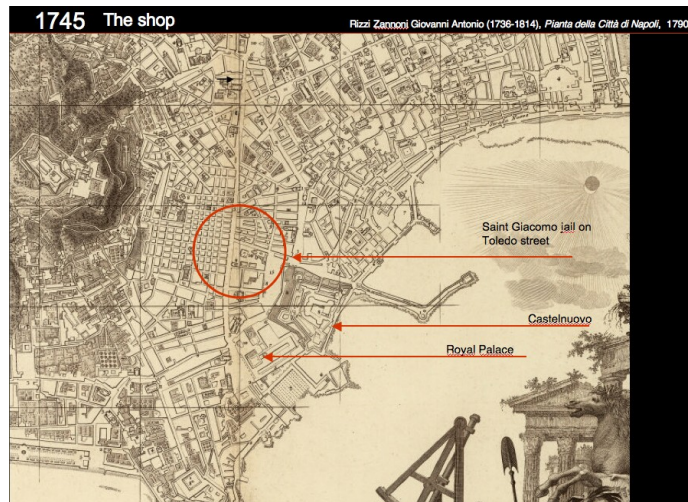 1745 The shop
Rizzi Zannoni Giovanni Antonio (1736-1814), Pianta della Città di Napoli, 1790
Saint Giacomo jail on
Toledo street
Castelnuovo
Royal Palace